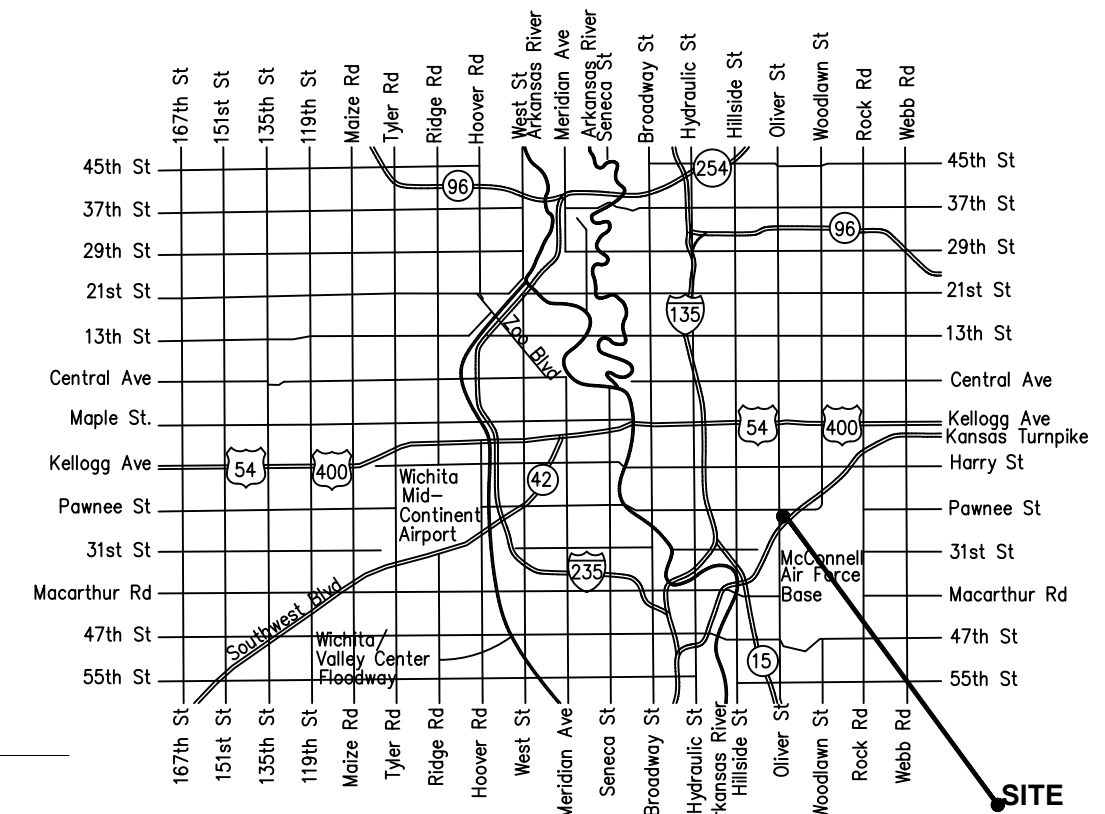 167th St
151st St
135th St
119th St
Maize Rd
Tyler Rd
Ridge Rd
Hoover Rd
West St
Arkansas River
Meridian Ave
Arkansas River
Seneca St
Broadway St
Hydraulic St
Hillside St
Oliver St
Woodlawn St
Rock Rd
Webb Rd
45th St
254
45th St
96
37th St
37th St
96
29th St
29th St
21st St
21st St
135
13th St
Zoo Blvd
13th St
Central Ave
Central Ave
Maple St.
54
400
Kellogg Ave
Kansas Turnpike
Kellogg Ave
54
400
Harry St
Wichita
Mid-
Continent
Airport
42
Pawnee St
Pawnee St
31st St
31st St
McConnell
Air Force
Base
235
Macarthur Rd
Macarthur Rd
Southwest Blvd
47th St
47th St
Wichita/
Valley Center
Floodway
15
55th St
55th St
167th St
151st St
135th St
119th St
Maize Rd
Tyler Rd
Ridge Rd
Hoover Rd
West St
Meridian Ave
Seneca St
Broadway St
Hydraulic St
rkansas River
Hillside St
Oliver St
Woodlawn St
Rock Rd
Webb Rd
SITE